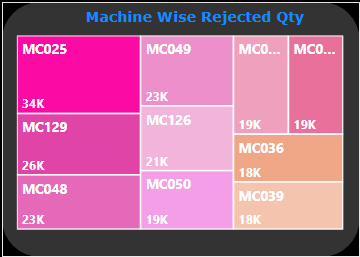 Machine Wise Rejected Qty
MC025
34K
MC129
26K
MC048
23K
MC049
23K
MC126
21K
MC050
19K
MC0...
19K
MC0...
19K
MC036
18K
MC039
18K